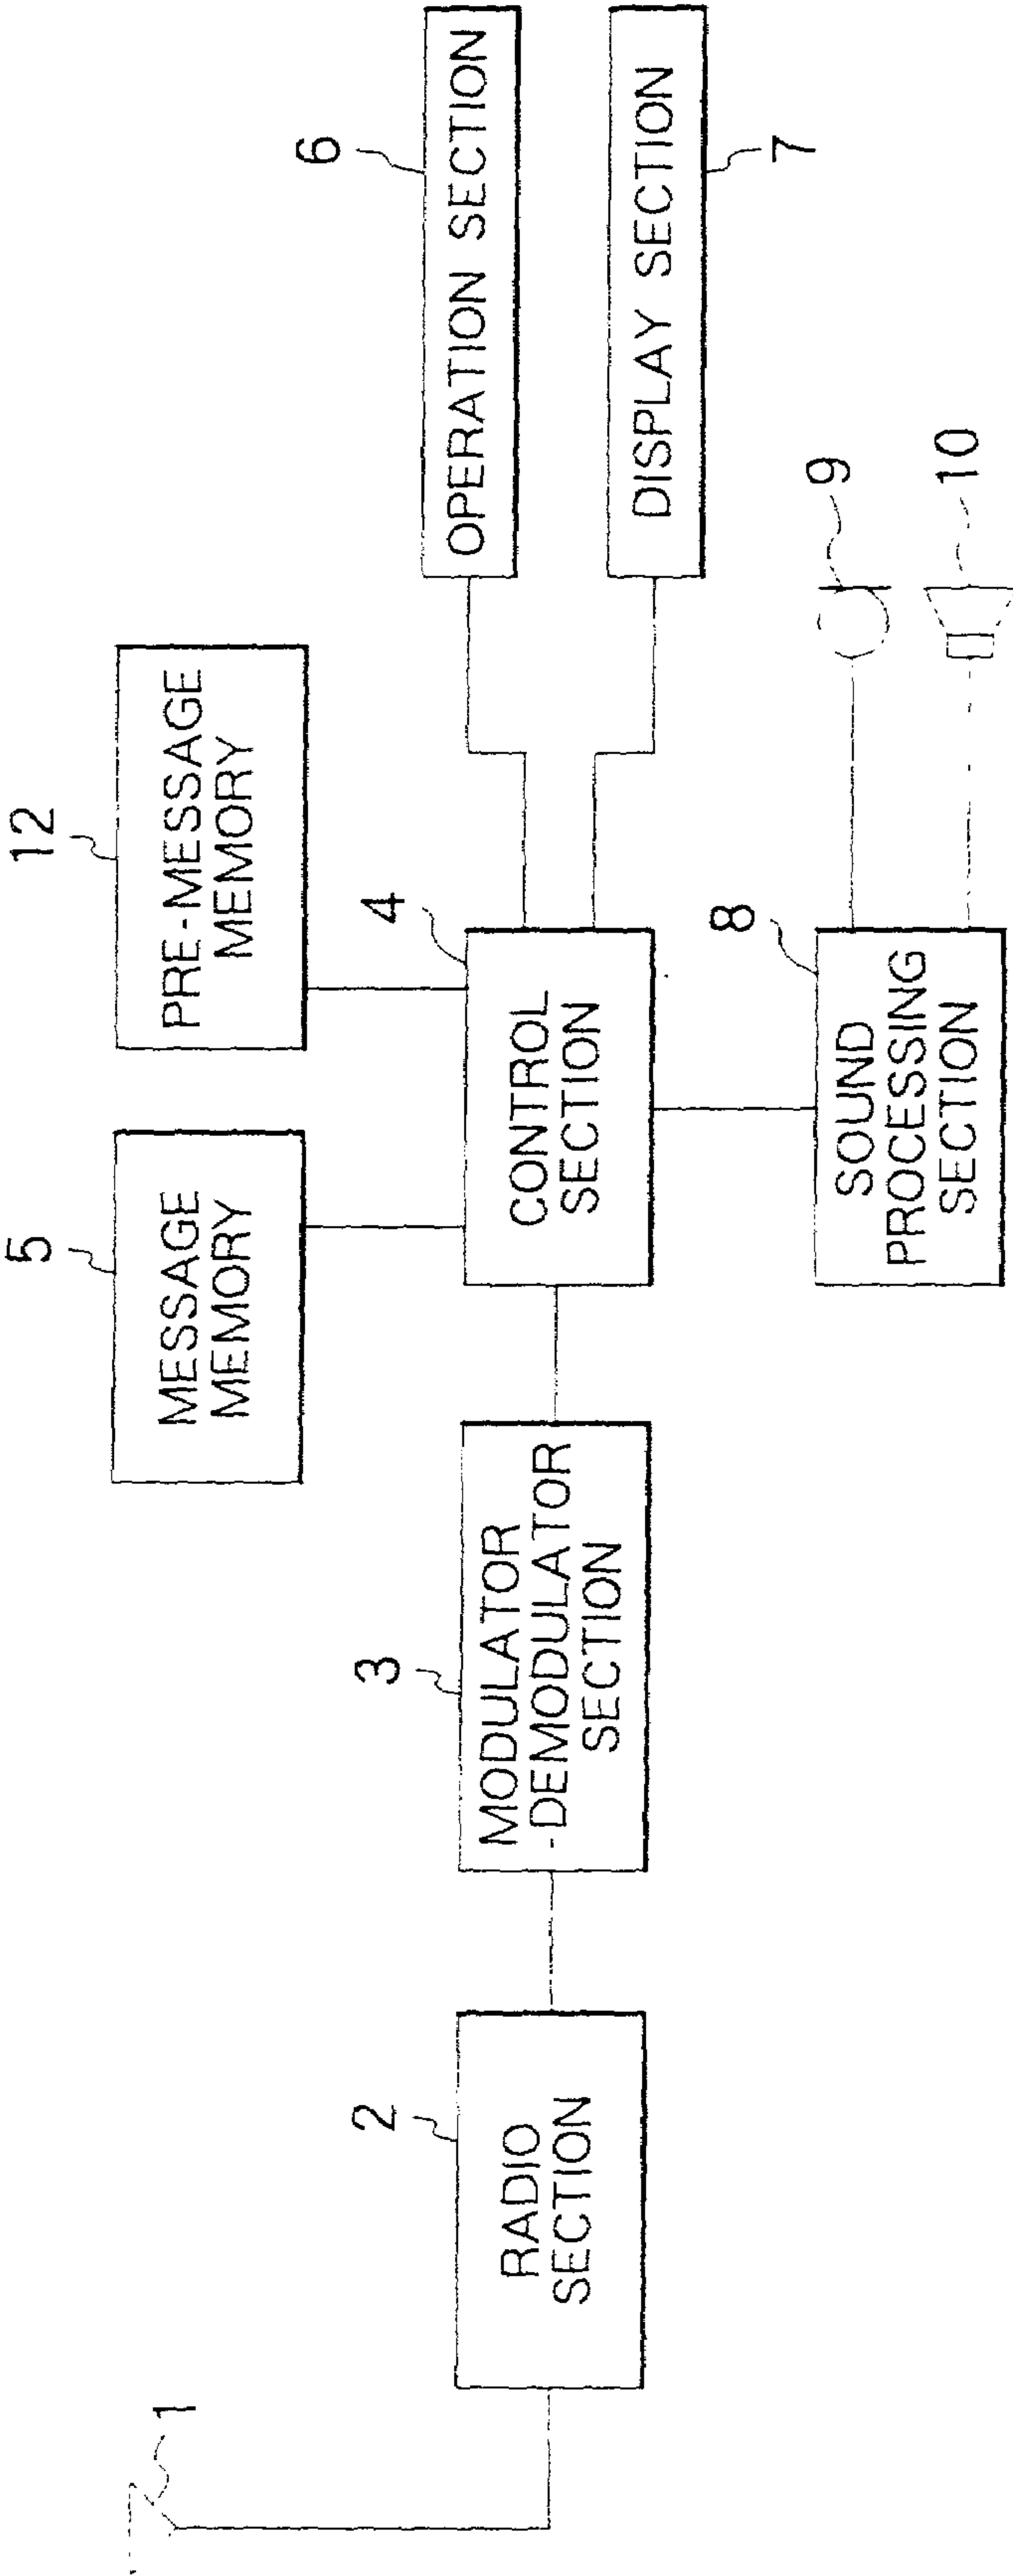 12
PRE-MESSAGE
MEMORY
5
MESSAGE
MEMORY
6
OPERATION SECTION
7
DISPLAY SECTION
4
CONTROL
SECTION
3
MODULATOR
-DEMODULATOR
SECTION
2
RADIO
SECTION
1
8
SOUND
PROCESSING
SECTION
9
10